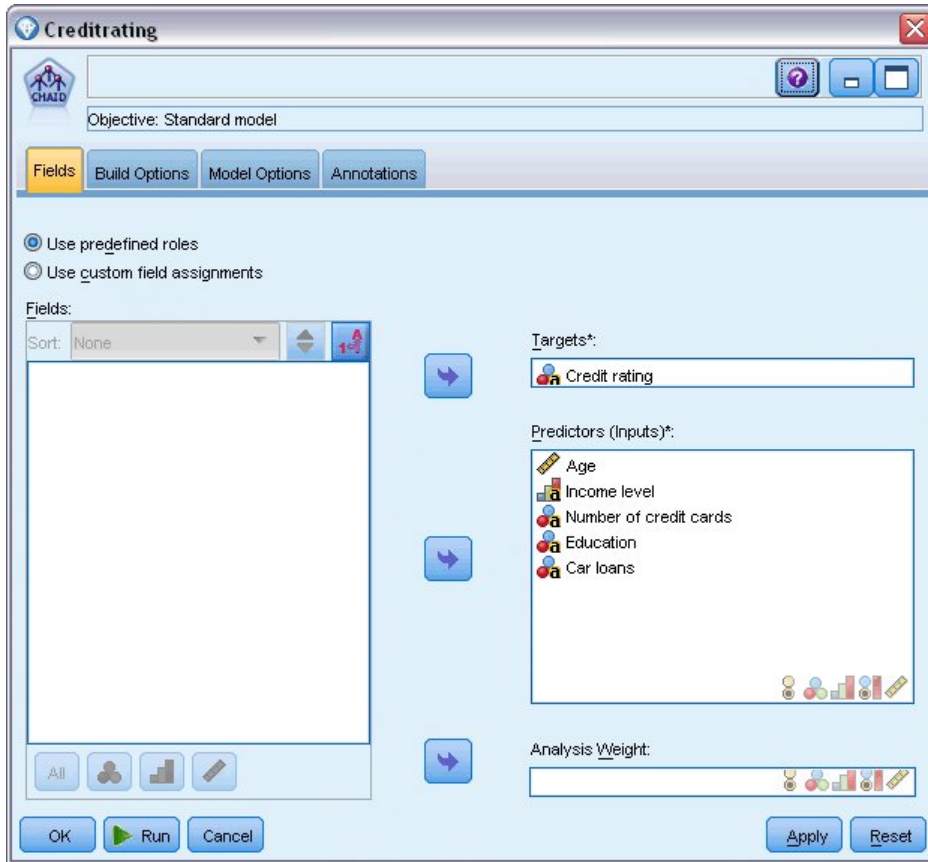 Creditrating
CHAID
Objective: Standard model
Fields Build Options Model Options Annotations
Use predefined roles
Use custom field assignments
Fields:
Sort: None
Targets*:
Credit rating
Predictors (Inputs)*:
Age
Income level
Number of credit cards
Education
Car loans
Analysis Weight:
All
OK Run Cancel Apply Reset